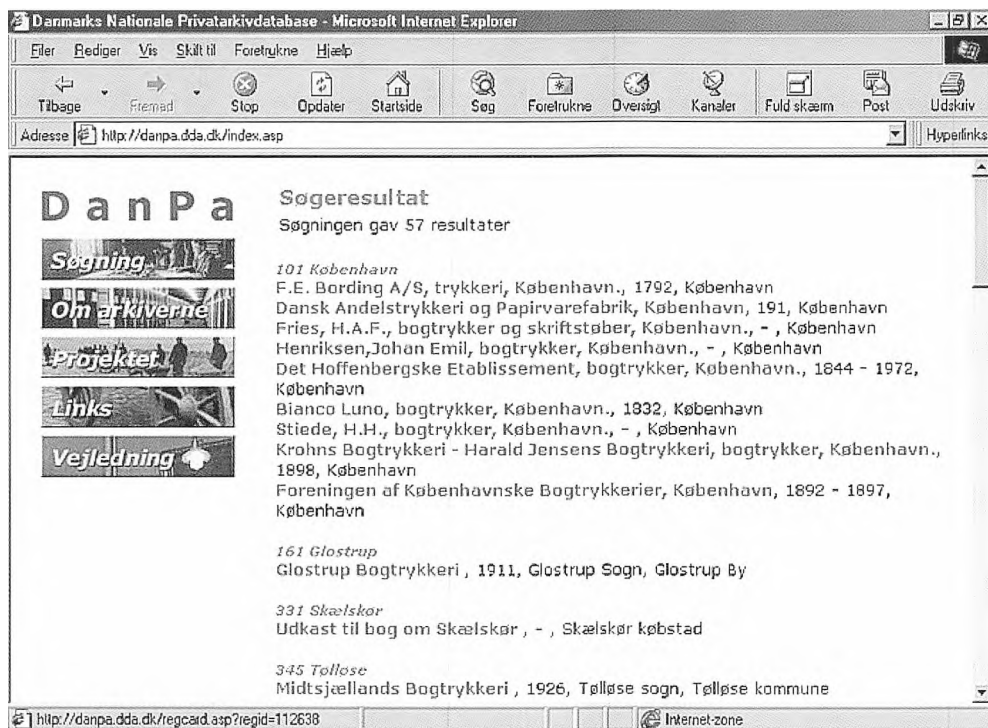 Danmarks Nationale Privatarkivdatabase - Microsoft Internet Explorer
Filer Rediger Vis Skift til Foretrukne Hjælp
Tilbage Fremad Stop Opdater Startside Søg Foretrukne Oversigt Kanaler Fuld skærm Post Udskriv
Adresse http://danpa.dda.dk/index.asp Hyperlinks
DanPa
Søgning
Om arkiverne
Projektet
Links
Vejledning
Søgeresultat
Søgningen gav 57 resultater
101 København
F.E. Bording A/S, trykkeri, København., 1792, København
Dansk Andelstrykkeri og Papirvarefabrik, København, 191, København
Fries, H.A.F., bogtrykker og skriftstøber, København., - , København
Henriksen,Johan Emil, bogtrykker, København., - , København
Det Hoffenbergske Etablissement, bogtrykker, København., 1844 - 1972,
København
Bianco Luno, bogtrykker, København., 1832, København
Stiede, H.H., bogtrykker, København., - , København
Krohns Bogtrykkeri - Harald Jensens Bogtrykkeri, bogtrykker, København.,
1898, København
Foreningen af Københavnske Bogtrykkerier, København, 1892 - 1897,
København
161 Glostrup
Glostrup Bogtrykkeri , 1911, Glostrup Sogn, Glostrup By
331 Skælskør
Udkast til bog om Skælskør , - , Skælskør købstad
345 Tølløse
Midtsjællands Bogtrykkeri , 1926, Tølløse sogn, Tølløse kommune
http://danpa.dda.dk/regcard.asp?regid=112638 Internet-zone